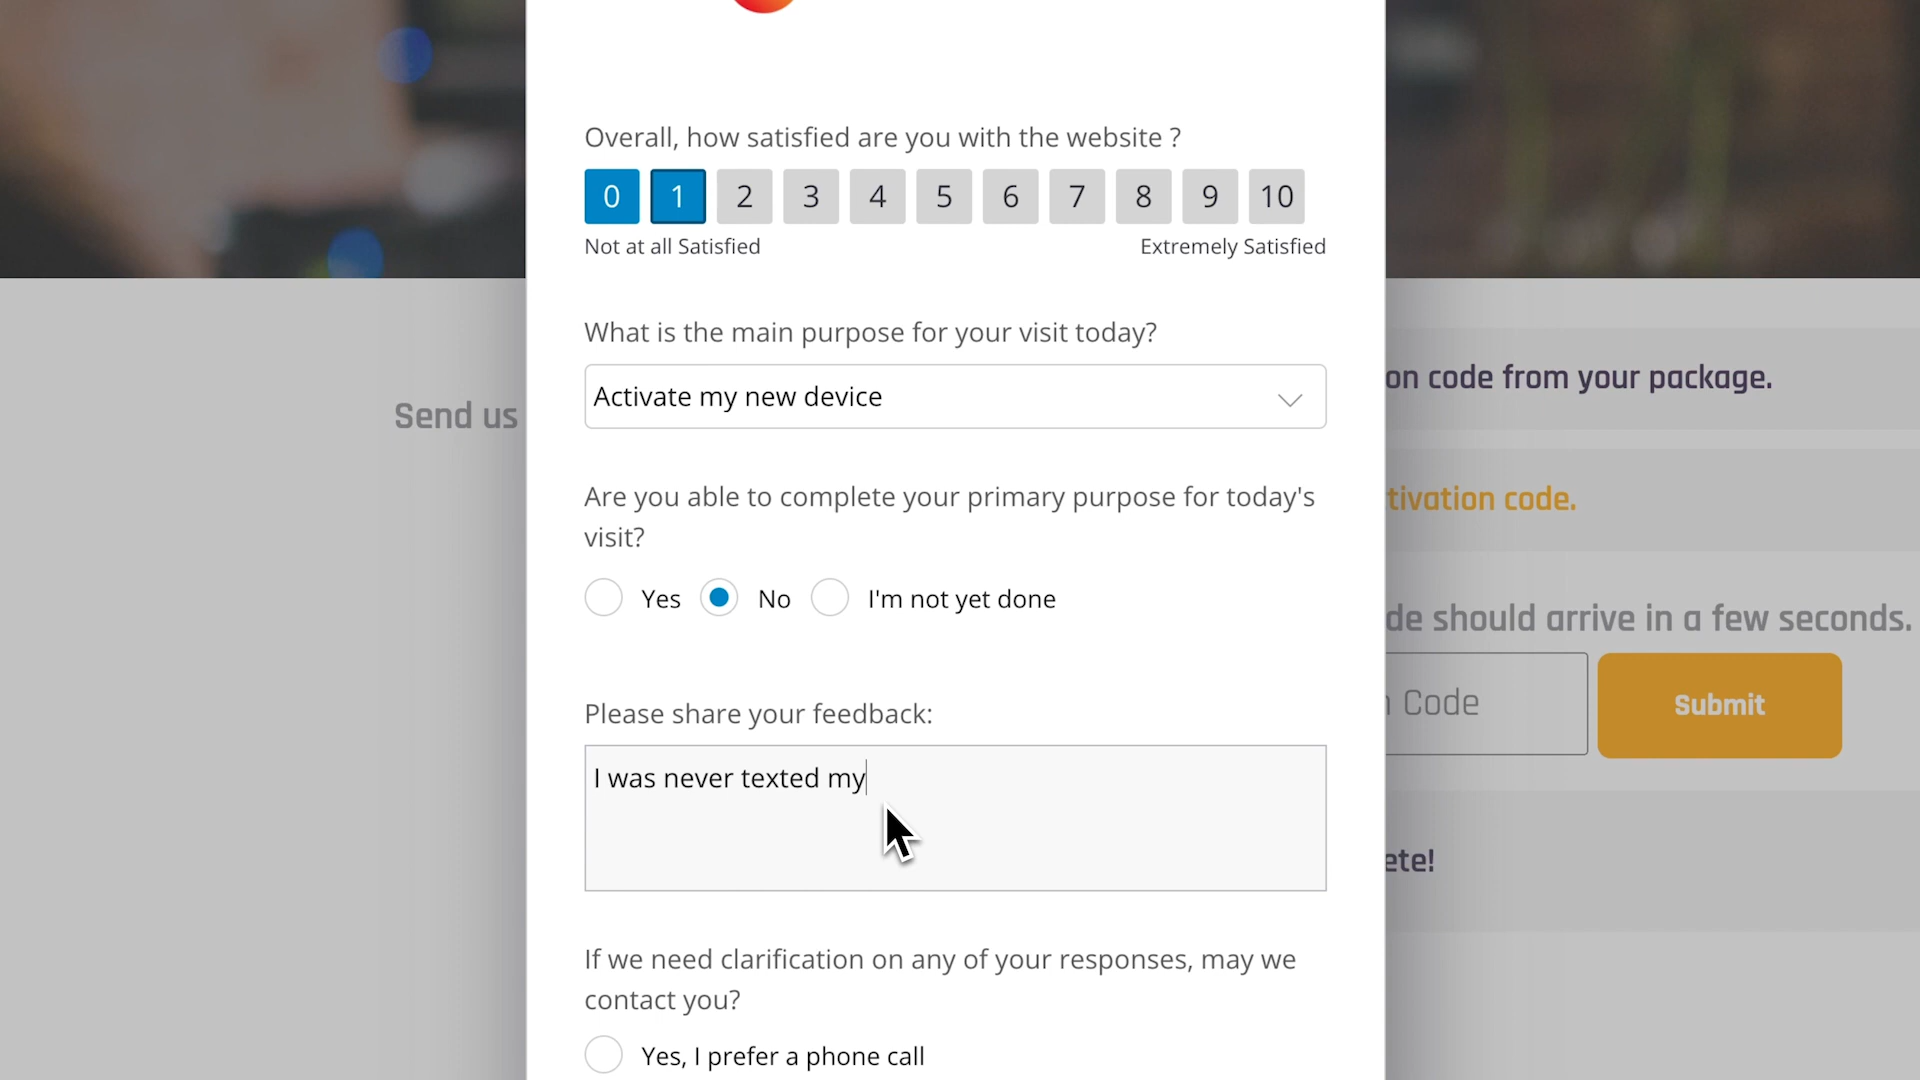 Overall, how satisfied are you with the website ?
0 1 2 3 4 5 6 7 8 9 10
Not at all Satisfied Extremely Satisfied
What is the main purpose for your visit today?
Activate my new device
Are you able to complete your primary purpose for today's
visit?
Yes No I'm not yet done
Please share your feedback:
I was never texted my
If we need clarification on any of your responses, may we
contact you?
Yes, I prefer a phone call
Send us
on code from your package.
tivation code.
de should arrive in a few seconds.
Code
Submit
ete!